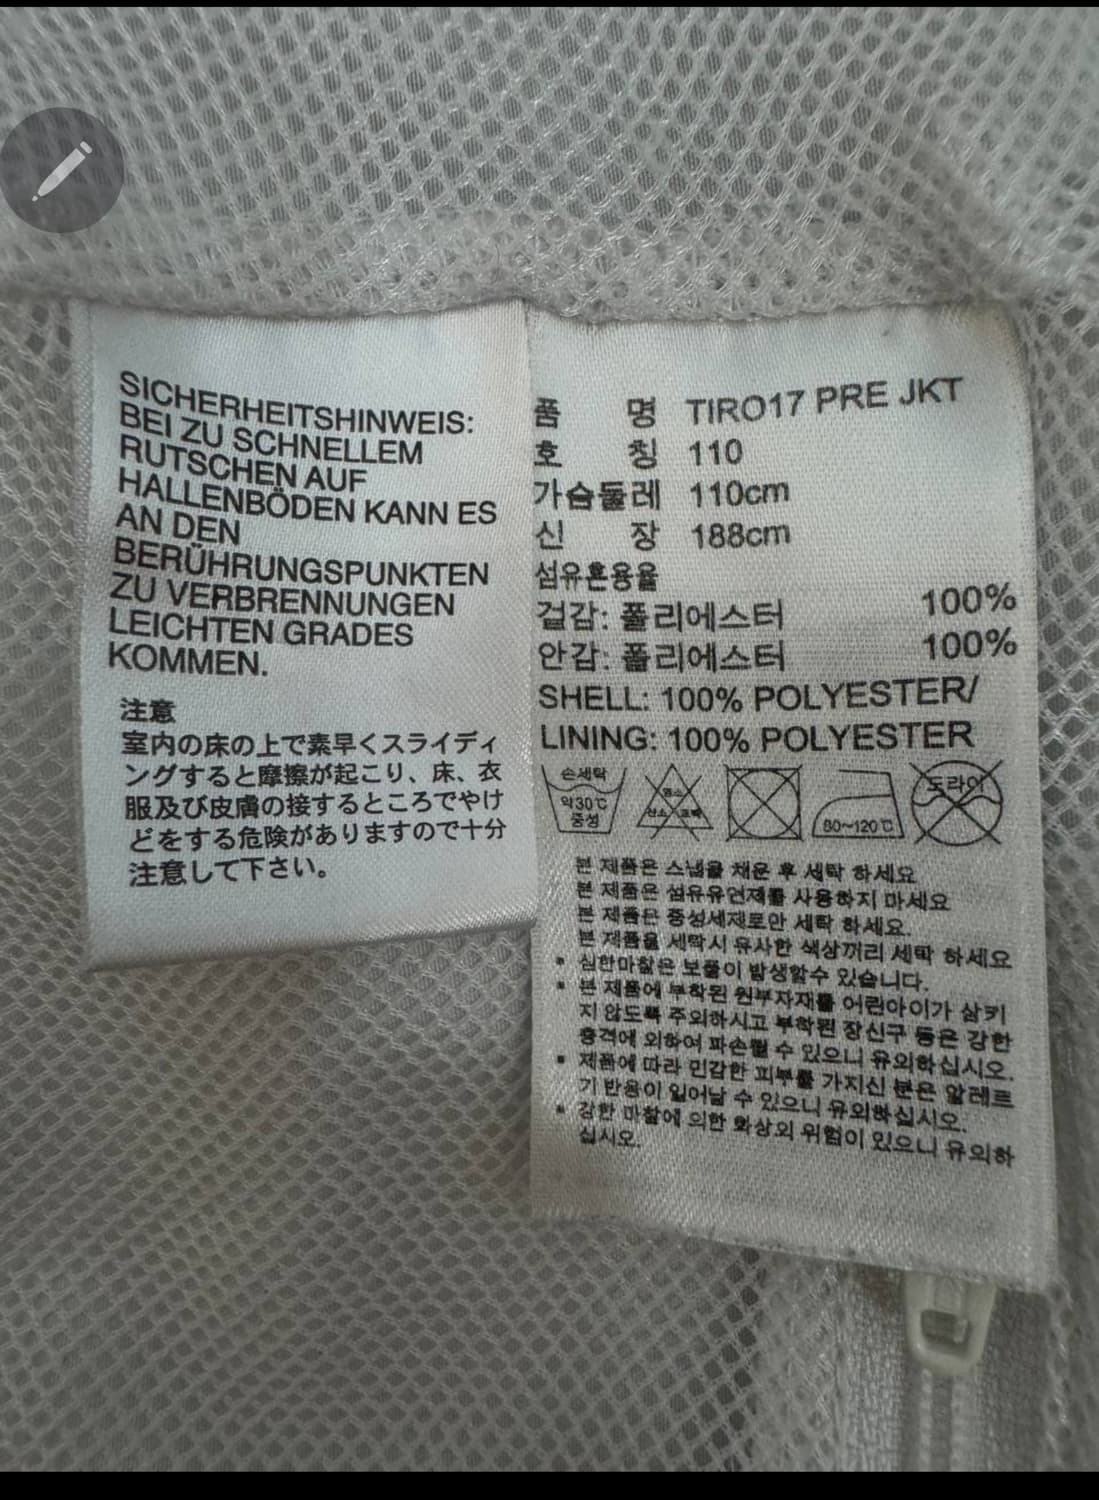 SICHERHEITSHINWEIS:
BEI ZU SCHNELLEM
RUTSCHEN AUF
HALLENBÖDEN KANN ES
AN DEN
BERÜHRUNGSPUNKTEN
ZU VERBRENNUNGEN
LEICHTEN GRADES
KOMMEN.
注意
室内の床の上で素早くスライディ
ングすると摩擦が起こり、床、衣
服及び皮膚の接するところでやけ
どをする危険がありますので十分
注意して下さい。
품 명 TIRO17 PRE JKT
호 칭 110
가슴둘레 110cm
신 장 188cm
섬유혼용율
겉감: 폴리에스터 100%
안감: 폴리에스터 100%
SHELL: 100% POLYESTER/
LINING: 100% POLYESTER
손세탁
약30℃
중성
염소
산소 표백
80~120℃
드라이
본 제품은 스냅을 채운 후 세탁 하세요
본 제품은 섬유유연제를 사용하지 마세요
본 제품은 중성세제로만 세탁 하세요.
본 제품을 세탁시 유사한 색상끼리 세탁 하세요
* 심한마찰은 보풀이 발생할수 있습니다.
* 본 제품에 부착된 원부자재를 어린아이가 삼키
지 않도록 주의하시고 부착된 장신구 등은 강한
충격에 의하여 파손될 수 있으니 유의하십시오.
* 제품에 따라 민감한 피부를 가지신 분은 알레르
기 반응이 일어날 수 있으니 유의하십시오.
* 강한 마찰에 의한 화상의 위험이 있으니 유의하
십시오.